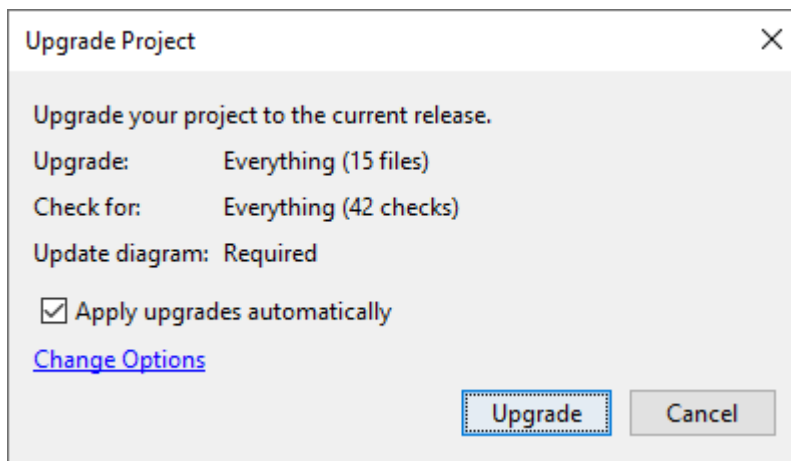 Upgrade Project
Upgrade your project to the current release.
Upgrade: Everything (15 files)
Check for: Everything (42 checks)
Update diagram: Required
Apply upgrades automatically
Change Options
Upgrade Cancel